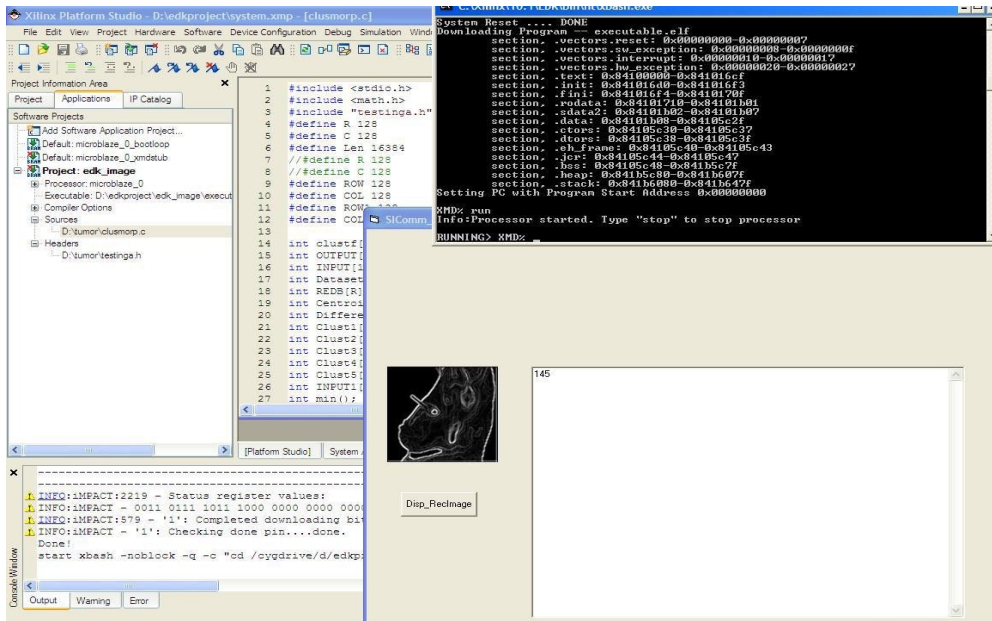 Xilinx Platform Studio - D:/edkproject/system.xmp - [clusmorp.c]
File Edit View Project Hardware Software Device Configuration Debug Simulation
Project Information Area
Project Applications IP Catalog
Software Projects
Add Software Application Project...
Default: microblaze_0_bootloop
Default: microblaze_0_xmdstub
Project: edk_image
Processor: microblaze_0
Executable: D:\edkproject\edk_image\execut
Compiler Options
Sources
D:\tumor\clusmorp.c
Headers
D:\tumor\testinga.h
1 #include <stdio.h>
2 #include <math.h>
3 #include "testinga.h"
4 #define R 128
5 #define C 128
6 #define Len 16384
7 //#define R 128
8 //#define C 128
9 #define ROW 128
10 #define COL 128
11 #define ROW1 128
12 #define COL
13
14 int clustf[
15 int OUTPUT[
16 int INPUT[1
17 int Dataset
18 int REDB[R]
19 int Centroi
20 int Differe
21 int Clust1[
22 int Clust2[
23 int Clust3[
24 int Clust4[
25 int Clust5[
26 int INPUT1[
27 int min();
[Platform Studio] System
System Reset .... DONE
Downloading Program -- executable.elf
section, .vectors.reset: 0x00000000-0x00000007
section, .vectors.sw_exception: 0x00000008-0x0000000f
section, .vectors.interrupt: 0x00000010-0x00000017
section, .vectors.hw_exception: 0x00000020-0x00000027
section, .text: 0x84100000-0x841016cf
section, .init: 0x841016d0-0x841016f3
section, .fini: 0x841016f4-0x8410170f
section, .rodata: 0x84101710-0x84101b01
section, .sdata2: 0x84101b02-0x84101b07
section, .data: 0x84101b08-0x84105c2f
section, .ctors: 0x84105c30-0x84105c37
section, .dtors: 0x84105c38-0x84105c3f
section, .eh_frame: 0x84105c40-0x84105c43
section, .jcr: 0x84105c44-0x84105c47
section, .bss: 0x84105c48-0x841b5c7f
section, .heap: 0x841b5c80-0x841b607f
section, .stack: 0x841b6080-0x841b647f
Setting PC with Program Start Address 0x00000000
XMD% run
Info:Processor started. Type "stop" to stop processor
RUNNING> XMD%
SIComm_
145
Disp_RecImage
INFO:iMPACT:2219 - Status register values:
INFO:iMPACT - 0011 0111 1011 1000 0000 0000 0000
INFO:iMPACT:579 - '1': Completed downloading bit
INFO:iMPACT - '1': Checking done pin....done.
Done!
start xbash -noblock -q -c "cd /cygdrive/d/edkpr
Console Window
Output Warning Error